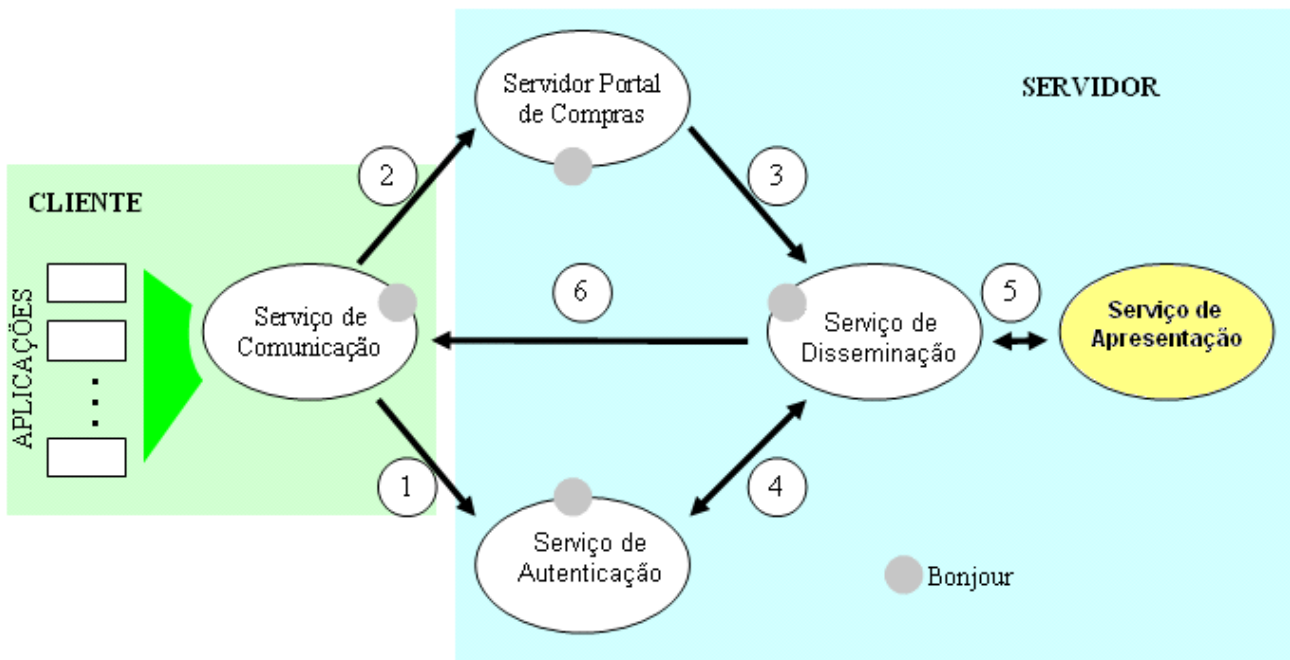 Servidor Portal
de Compras
SERVIDOR
2
3
CLIENTE
APLICAÇÕES
Serviço de
Comunicação
6
Serviço de
Disseminação
5
Serviço de
Apresentação
1
4
Serviço de
Autenticação
Bonjour